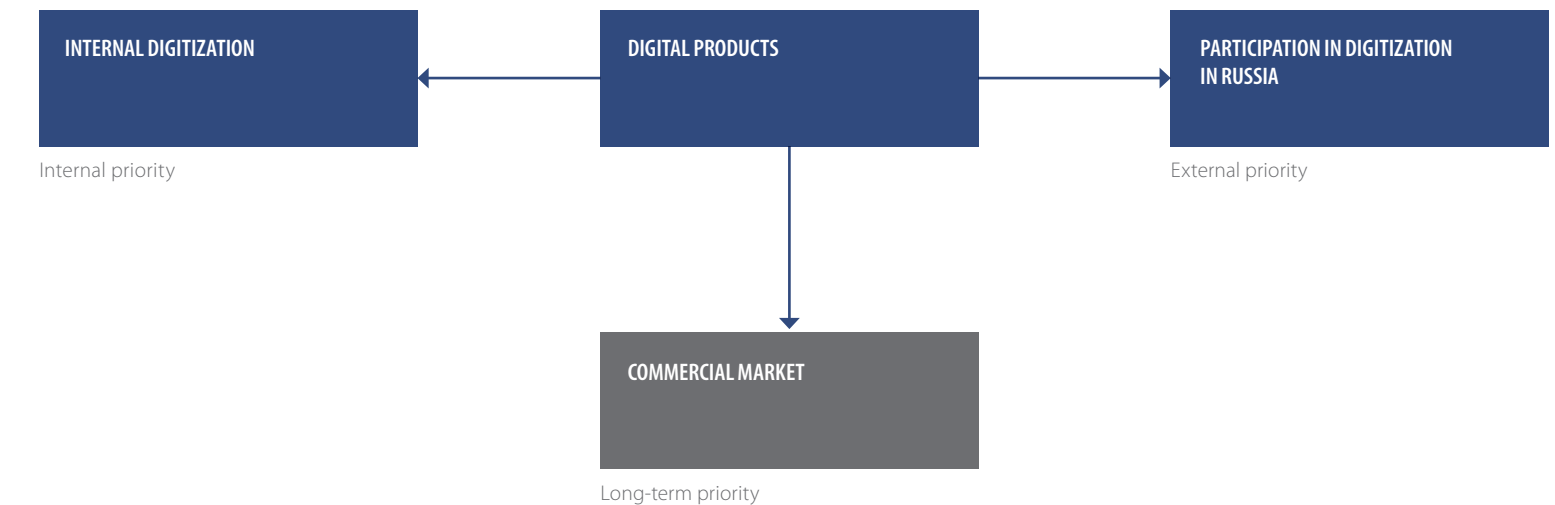 INTERNAL DIGITIZATION
DIGITAL PRODUCTS
PARTICIPATION IN DIGITIZATION
IN RUSSIA
Internal priority
External priority
COMMERCIAL MARKET
Long-term priority